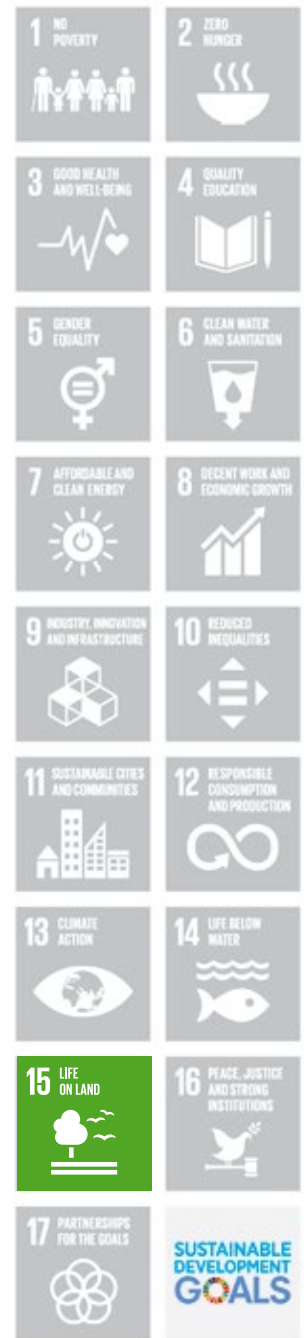 1 NO
POVERTY
2 ZERO
HUNGER
3 GOOD HEALTH
AND WELL-BEING
4 QUALITY
EDUCATION
5 GENDER
EQUALITY
6 CLEAN WATER
AND SANITATION
7 AFFORDABLE AND
CLEAN ENERGY
8 DECENT WORK AND
ECONOMIC GROWTH
9 INDUSTRY, INNOVATION
AND INFRASTRUCTURE
10 REDUCED
INEQUALITIES
11 SUSTAINABLE CITIES
AND COMMUNITIES
12 RESPONSIBLE
CONSUMPTION
AND PRODUCTION
13 CLIMATE
ACTION
14 LIFE BELOW
WATER
15 LIFE
ON LAND
16 PEACE, JUSTICE
AND STRONG
INSTITUTIONS
17 PARTNERSHIPS
FOR THE GOALS
SUSTAINABLE
DEVELOPMENT
GOALS